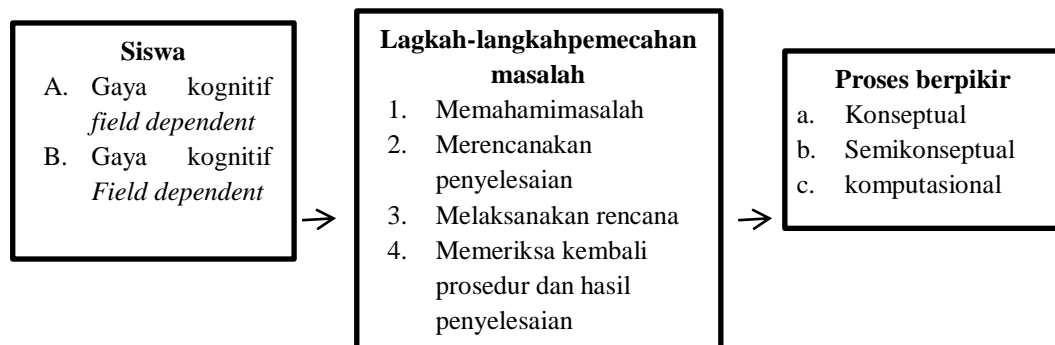 Siswa
A. Gaya kognitif
field dependent
B. Gaya kognitif
Field dependent
Lagkah-langkahpemecahan
masalah
1. Memahamimasalah
2. Merencanakan
penyelesaian
3. Melaksanakan rencana
4. Memeriksa kembali
prosedur dan hasil
penyelesaian
Proses berpikir
a. Konseptual
b. Semikonseptual
c. komputasional